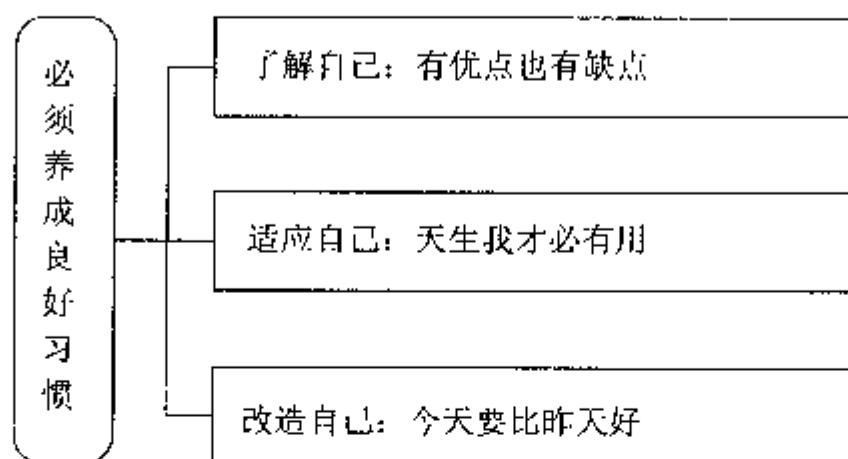 必须养成良好习惯
了解自己：有优点也有缺点
适应自己：天生我才必有用
改造自己：今天要比昨天好